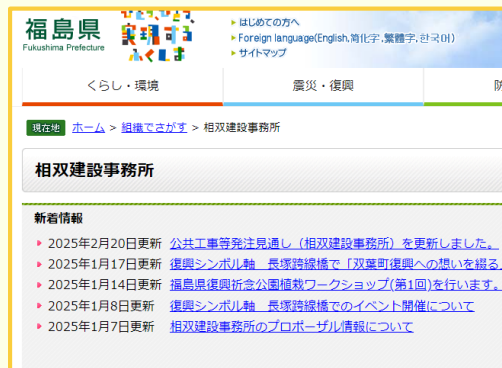 福島県
Fukushima Prefecture
実現する
ふくしま
はじめての方へ
Foreign language(English,簡化字,繁體字,한국어)
サイトマップ
くらし・環境
震災・復興
防
現在地 ホーム > 組織でさがす > 相双建設事務所
相双建設事務所
新着情報
2025年2月20日更新 公共工事等発注見通し（相双建設事務所）を更新しました。
2025年1月17日更新 復興シンボル軸　長塚跨線橋で「双葉町復興への想いを綴る
2025年1月14日更新 福島県復興祈念公園植栽ワークショップ(第1回)を行います。
2025年1月8日更新 復興シンボル軸　長塚跨線橋でのイベント開催について
2025年1月7日更新 相双建設事務所のプロポーザル情報について